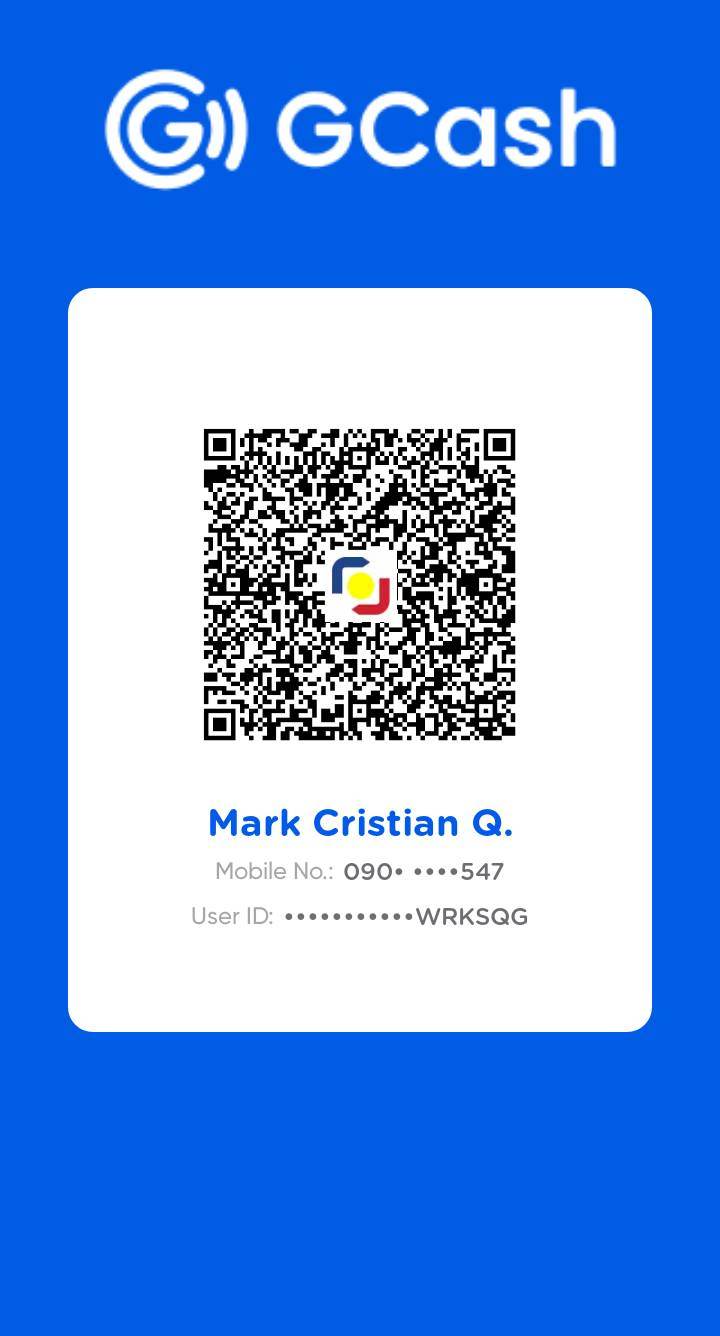 GCash
Mark Cristian Q.
Mobile No.: 090• ••••547
User ID: •••••••••••WRKSQG